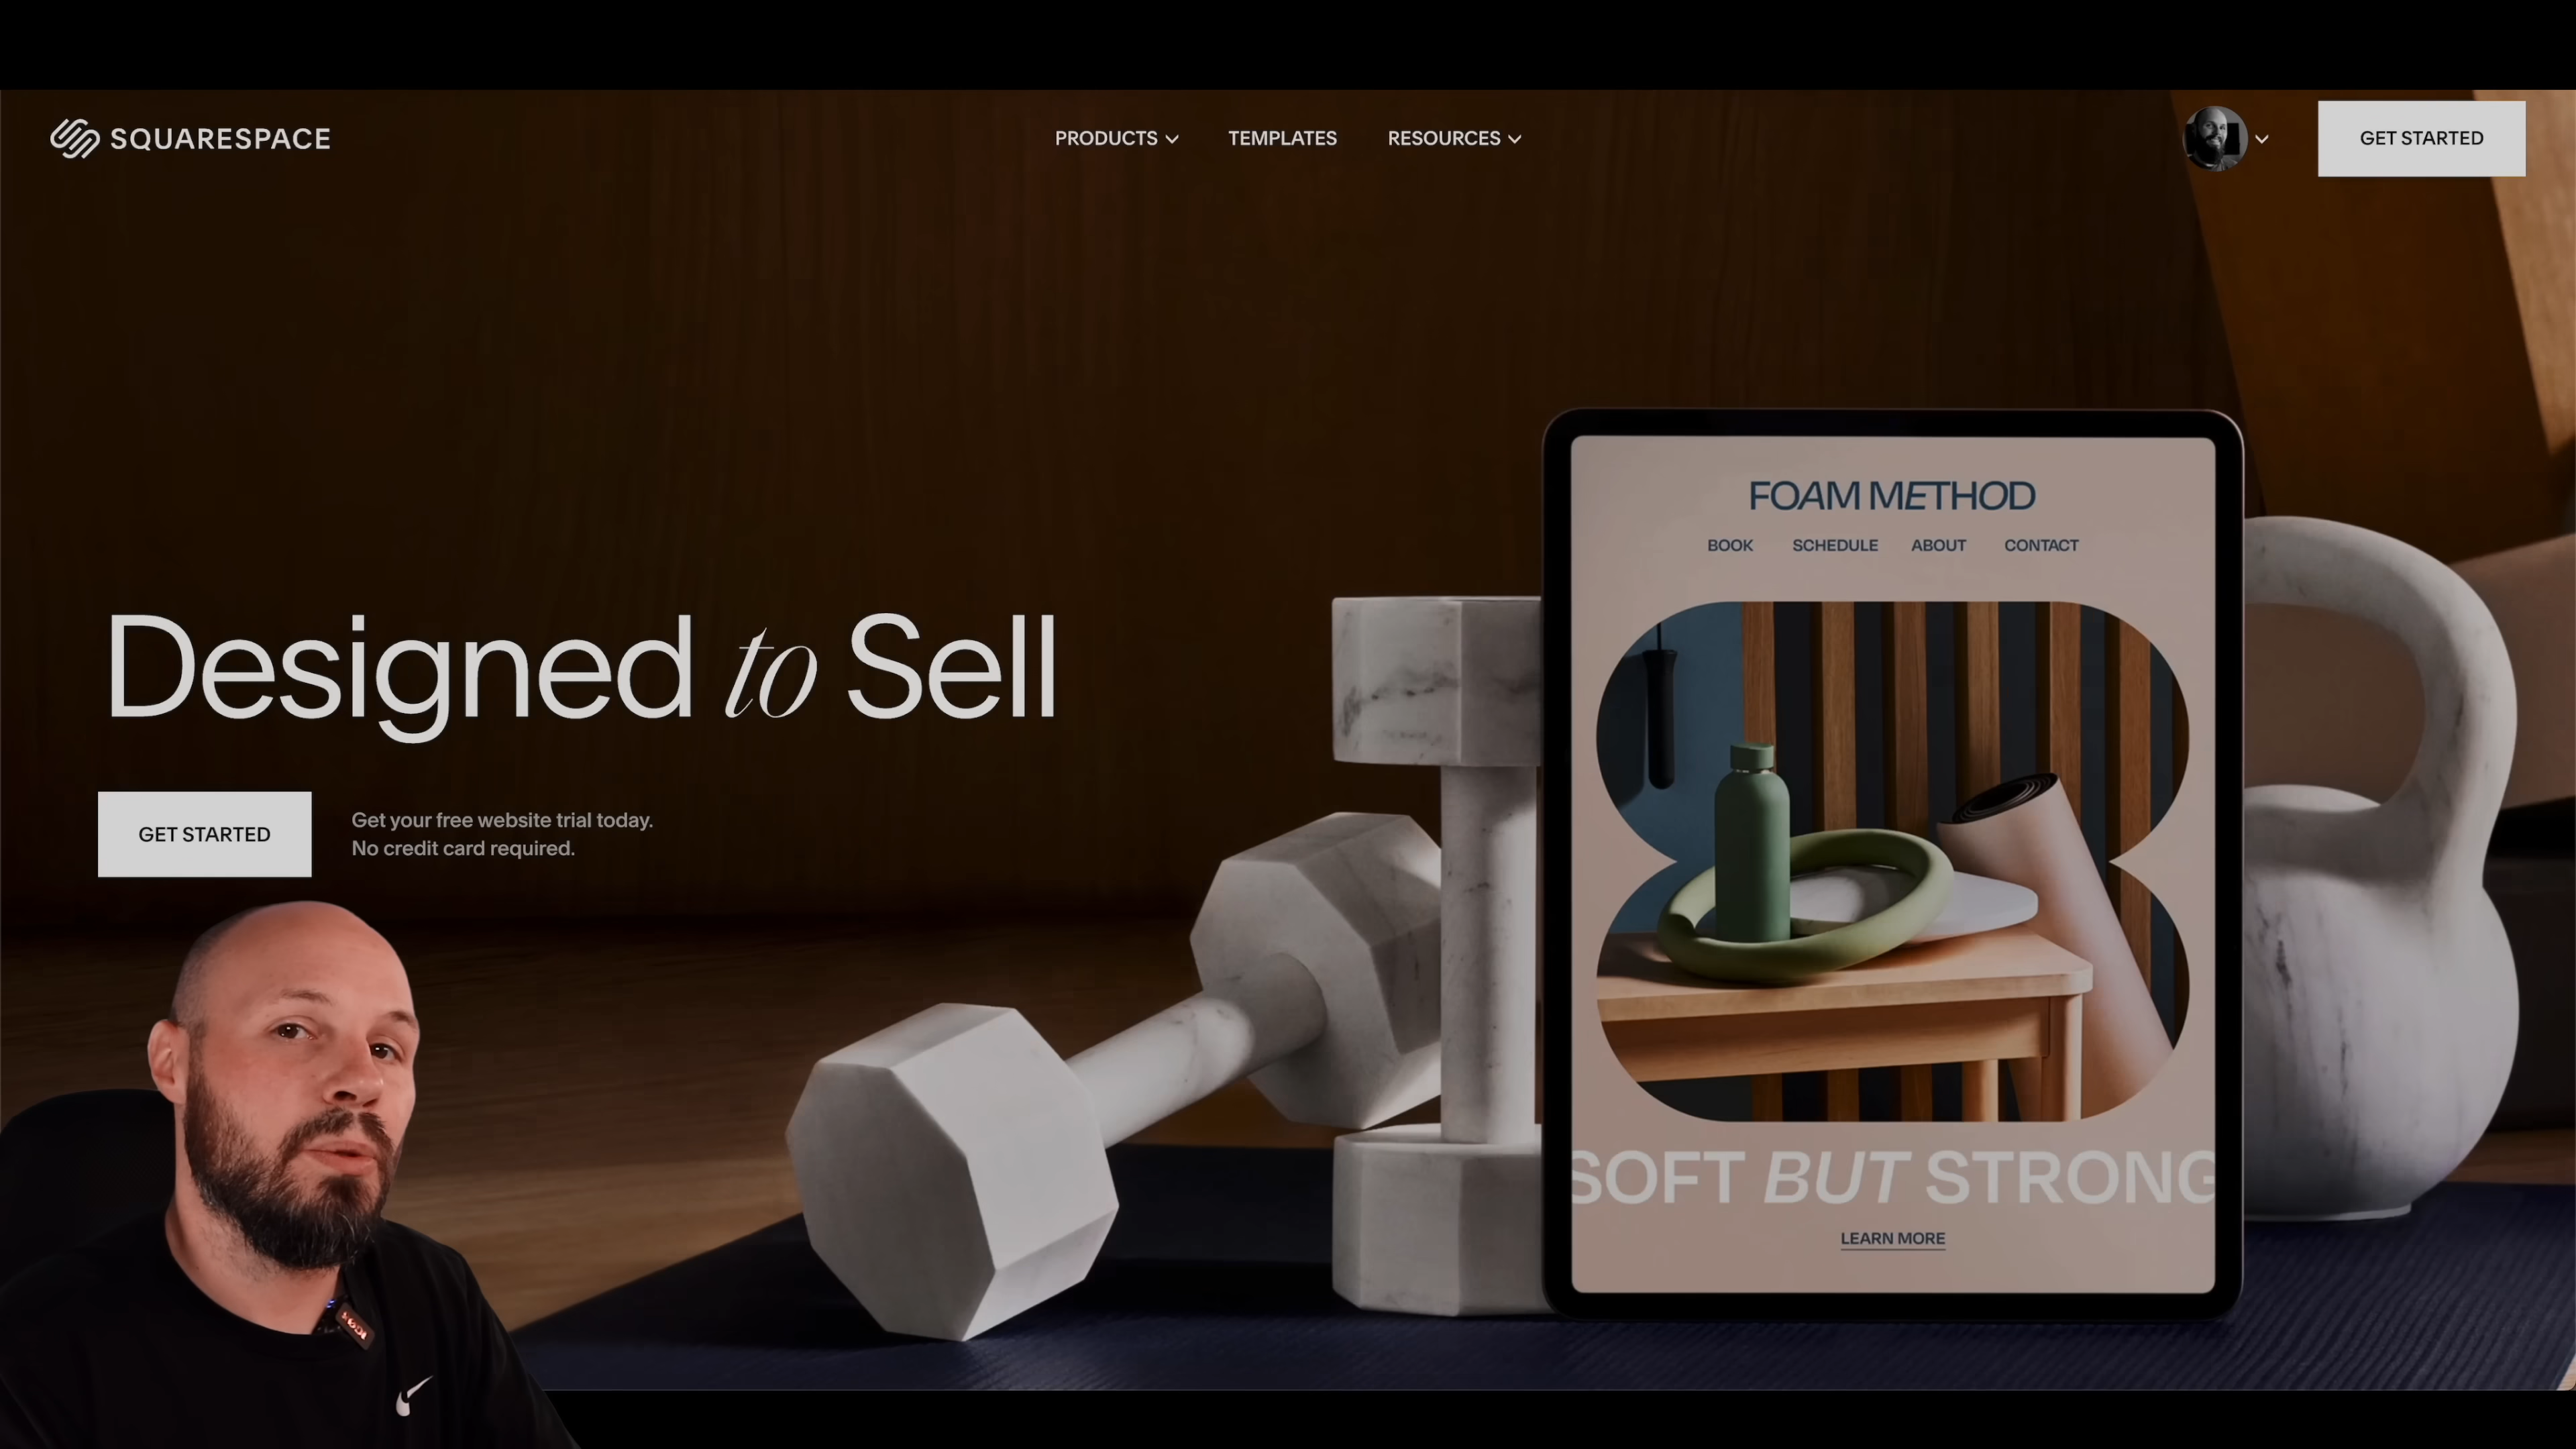 SQUARESPACE
PRODUCTS
TEMPLATES
RESOURCES
GET STARTED
Designed to Sell
GET STARTED
Get your free website trial today.
No credit card required.
FOAM METHOD
BOOK SCHEDULE ABOUT CONTACT
SOFT BUT STRONG
LEARN MORE